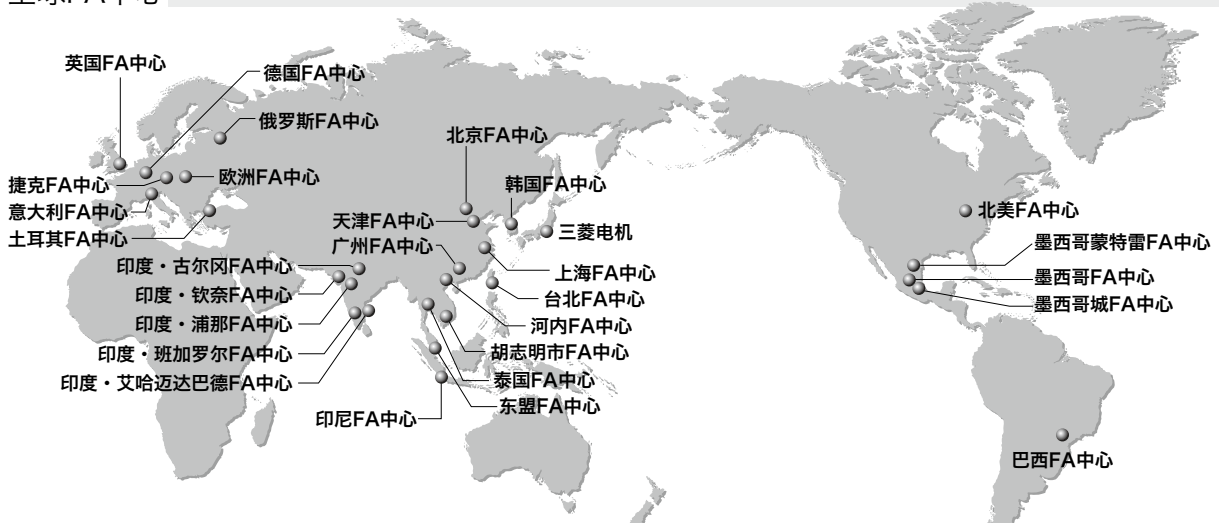 全球FA中心
英国FA中心
德国FA中心
俄罗斯FA中心
北京FA中心
捷克FA中心
欧洲FA中心
韩国FA中心
意大利FA中心
天津FA中心
三菱电机
北美FA中心
土耳其FA中心
广州FA中心
墨西哥蒙特雷FA中心
印度・古尔冈FA中心
上海FA中心
墨西哥FA中心
印度・钦奈FA中心
台北FA中心
墨西哥城FA中心
印度・浦那FA中心
河内FA中心
印度・班加罗尔FA中心
胡志明市FA中心
印度・艾哈迈达巴德FA中心
泰国FA中心
东盟FA中心
印尼FA中心
巴西FA中心